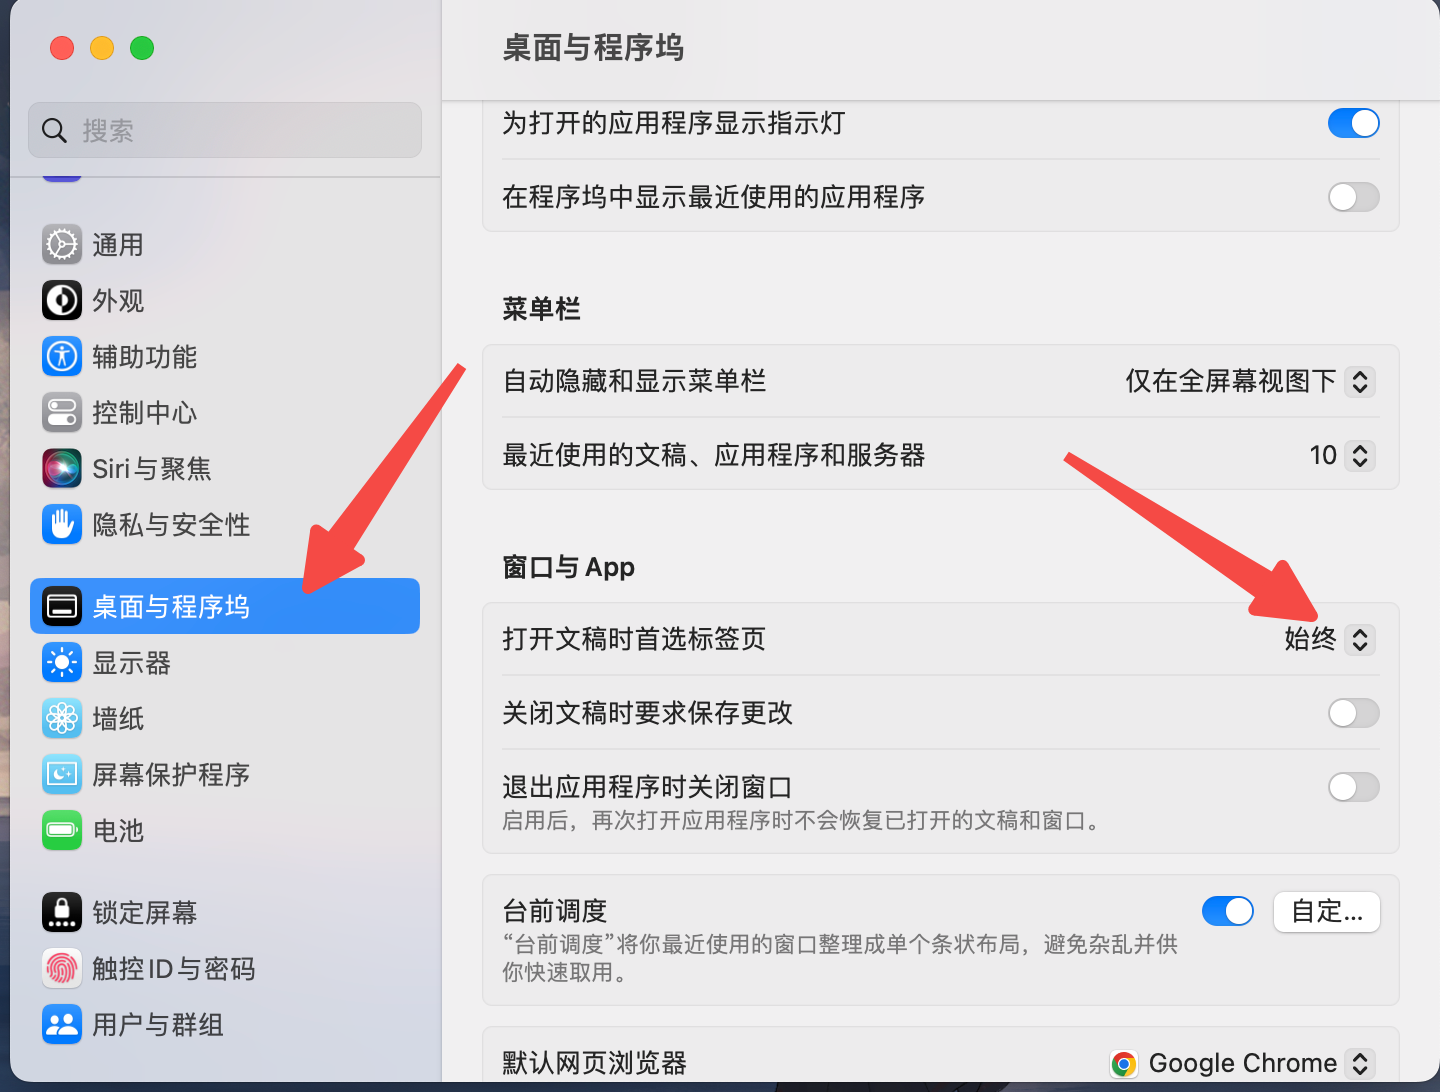 桌面与程序坞
搜索
通用
外观
辅助功能
控制中心
Siri与聚焦
隐私与安全性
桌面与程序坞
显示器
墙纸
屏幕保护程序
电池
锁定屏幕
触控ID与密码
用户与群组
为打开的应用程序显示指示灯
在程序坞中显示最近使用的应用程序
菜单栏
自动隐藏和显示菜单栏 仅在全屏幕视图下
最近使用的文稿、应用程序和服务器 10
窗口与 App
打开文稿时首选标签页 始终
关闭文稿时要求保存更改
退出应用程序时关闭窗口
启用后，再次打开应用程序时不会恢复已打开的文稿和窗口。
台前调度 自定...
“台前调度”将你最近使用的窗口整理成单个条状布局，避免杂乱并供
你快速取用。
默认网页浏览器 Google Chrome